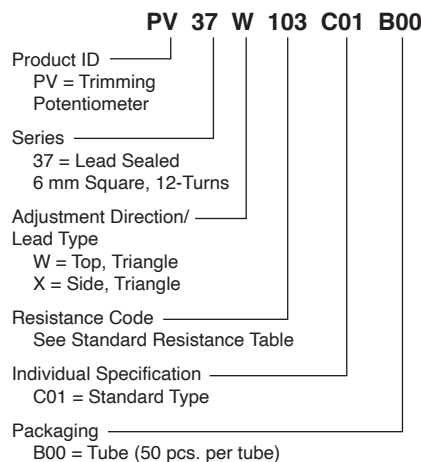 PV 37 W 103 C01 B00
Product ID
PV = Trimming
Potentiometer
Series
37 = Lead Sealed
6 mm Square, 12-Turns
Adjustment Direction/
Lead Type
W = Top, Triangle
X = Side, Triangle
Resistance Code
See Standard Resistance Table
Individual Specification
C01 = Standard Type
Packaging
B00 = Tube (50 pcs. per tube)